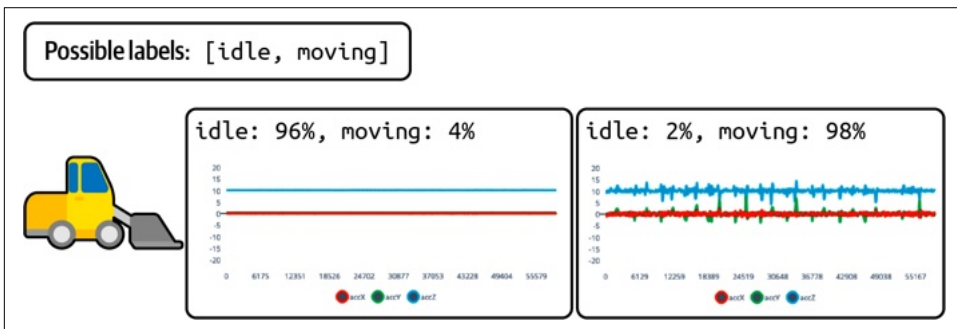 Possible labels: [idle, moving]
idle: 96%, moving: 4%
20
15
10
5
0
-5
-10
-15
-20
0 6175 12351 18526 24702 30877 37053 43228 49404 55579
accX accY accZ
idle: 2%, moving: 98%
20
15
10
5
0
-5
-10
-15
-20
0 6129 12259 18389 24519 30648 36778 42908 49038 55167
accX accY accZ